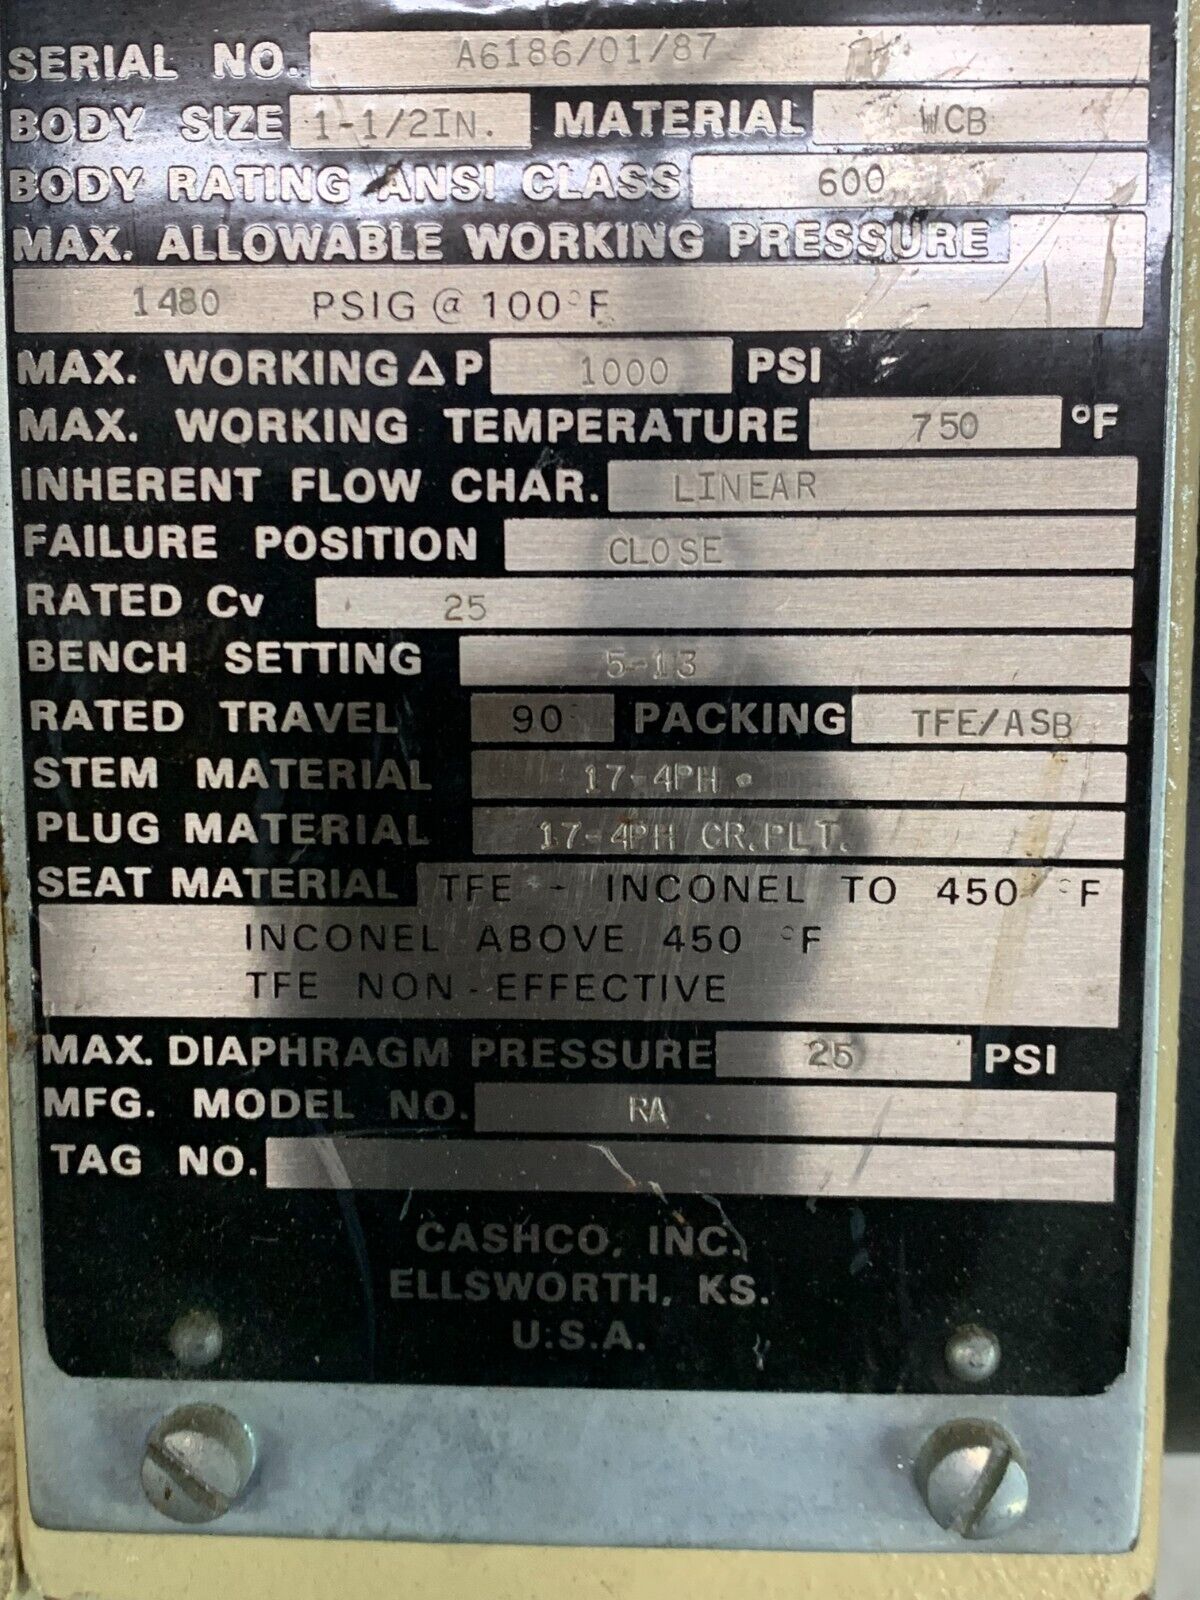 SERIAL NO. A6186/01/87
BODY SIZE 1-1/2IN. MATERIAL WCB
BODY RATING ANSI CLASS 600
MAX. ALLOWABLE WORKING PRESSURE
1480 PSIG @ 100°F
MAX. WORKING Δ P 1000 PSI
MAX. WORKING TEMPERATURE 750 °F
INHERENT FLOW CHAR. LINEAR
FAILURE POSITION CLOSE
RATED Cv 25
BENCH SETTING 5-13
RATED TRAVEL 90° PACKING TFE/ASB
STEM MATERIAL 17-4PH
PLUG MATERIAL 17-4PH CR.PLT.
SEAT MATERIAL TFE - INCONEL TO 450 °F
INCONEL ABOVE 450 °F
TFE NON-EFFECTIVE
MAX. DIAPHRAGM PRESSURE 25 PSI
MFG. MODEL NO. RA
TAG NO.
CASHCO, INC.
ELLSWORTH, KS.
U.S.A.